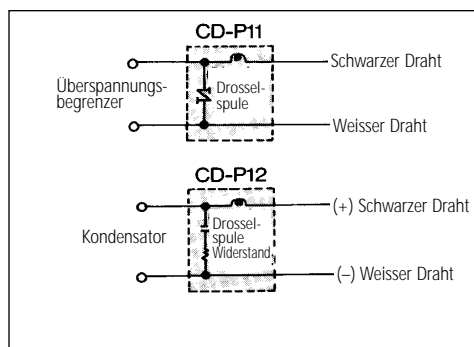 CD-P11
Schwarzer Draht
Überspannungs-
begrenzer
Drossel-
spule
Weisser Draht
CD-P12
(+) Schwarzer Draht
Kondensator
Drossel-
spule
Widerstand
(–) Weisser Draht